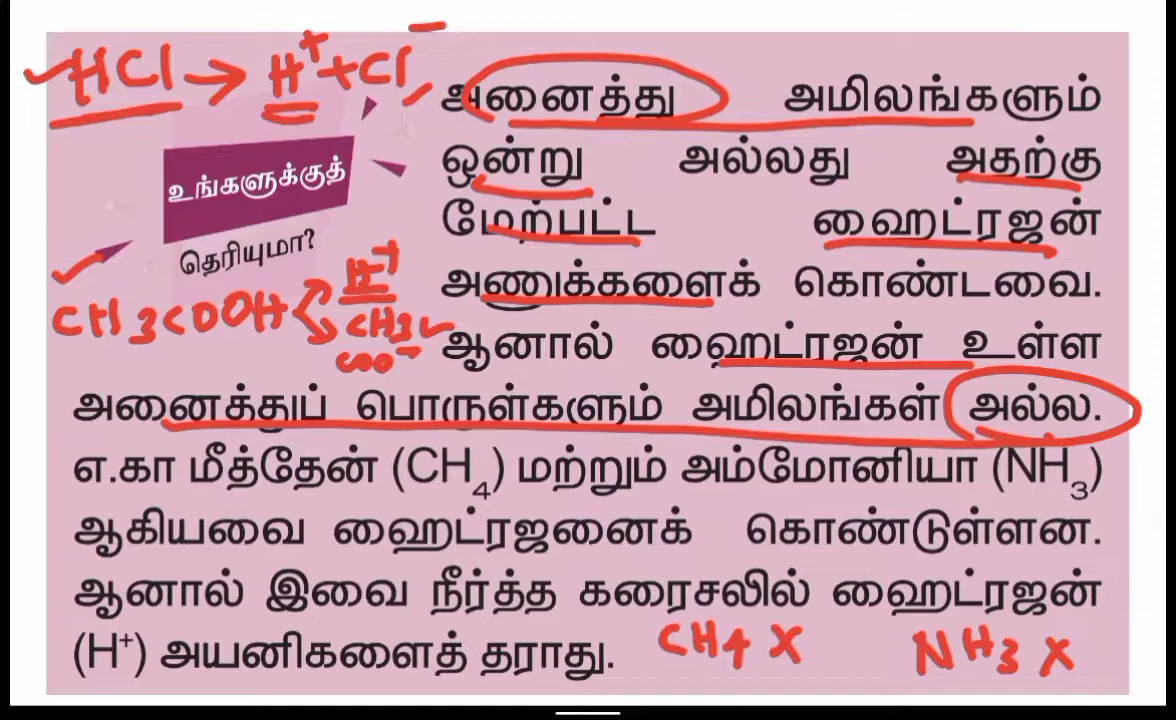 HCl → H⁺ + Cl⁻
உங்களுக்குத்
தெரியுமா?
CH3COOH < H⁺
CH3
COO⁻
அனைத்து அமிலங்களும்
ஒன்று அல்லது அதற்கு
மேற்பட்ட ஹைட்ரஜன்
அணுக்களைக் கொண்டவை.
ஆனால் ஹைட்ரஜன் உள்ள
அனைத்துப் பொருள்களும் அமிலங்கள் அல்ல.
எ.கா மீத்தேன் (CH₄) மற்றும் அம்மோனியா (NH₃)
ஆகியவை ஹைட்ரஜனைக் கொண்டுள்ளன.
ஆனால் இவை நீர்த்த கரைசலில் ஹைட்ரஜன்
(H⁺) அயனிகளைத் தராது.
CH4 X NH3 X